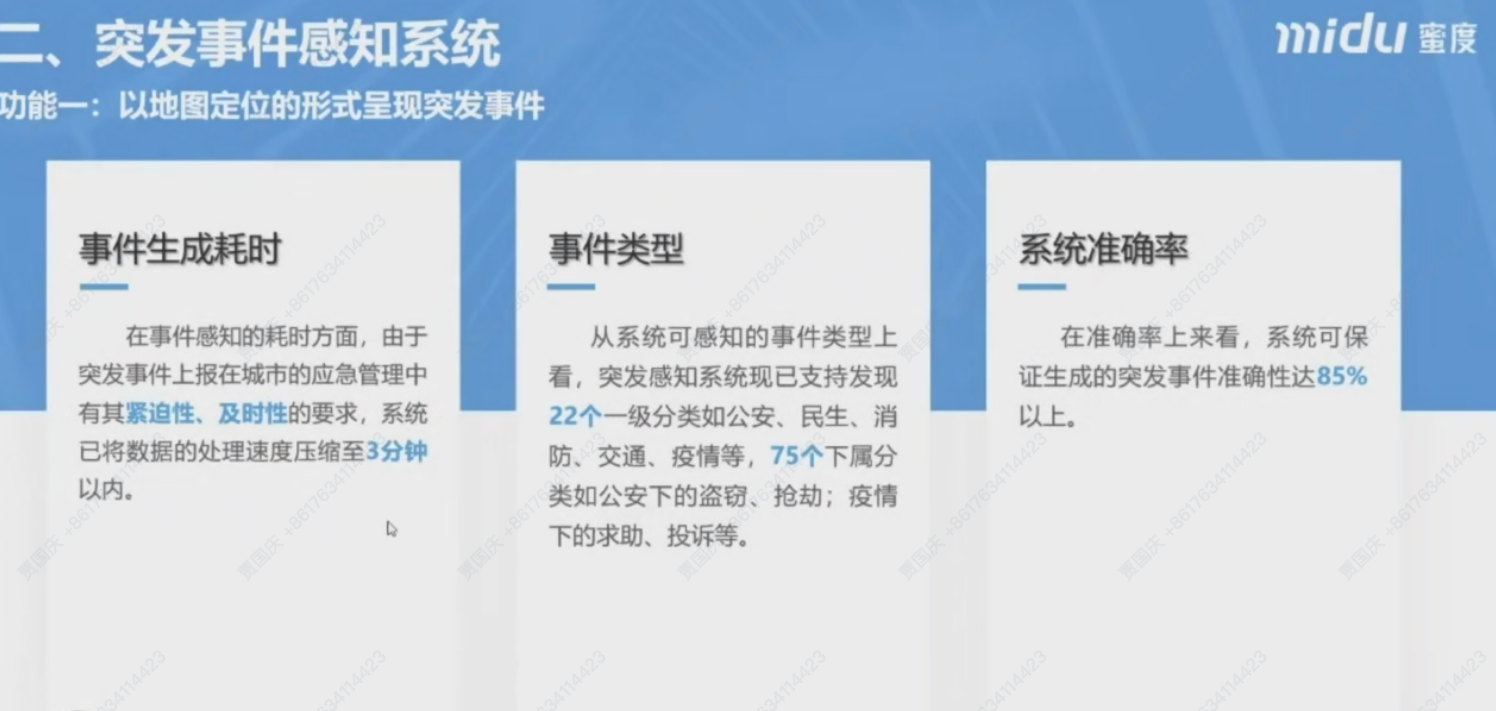 二、突发事件感知系统
midu 蜜度
功能一：以地图定位的形式呈现突发事件
事件生成耗时
在事件感知的耗时方面，由于
突发事件上报在城市的应急管理中
有其紧迫性、及时性的要求，系统
已将数据的处理速度压缩至3分钟
以内。
事件类型
从系统可感知的事件类型上
看，突发感知系统现已支持发现
22个一级分类如公安、民生、消
防、交通、疫情等，75个下属分
类如公安下的盗窃、抢劫；疫情
下的求助、投诉等。
系统准确率
在准确率上来看，系统可保
证生成的突发事件准确性达85%
以上。
贾国庆 +8617634114423